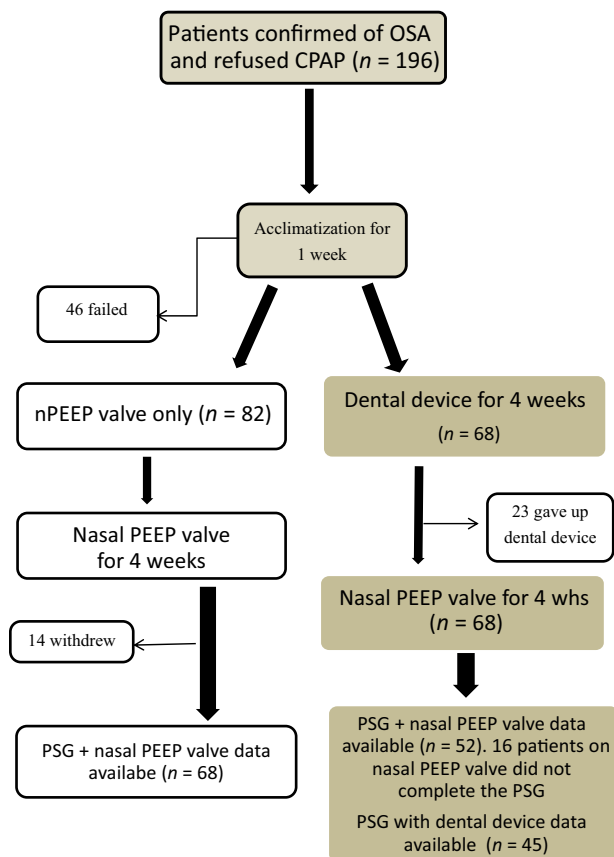 Patients confirmed of OSA
and refused CPAP (n = 196)
Acclimatization for
1 week
46 failed
nPEEP valve only (n = 82)
Dental device for 4 weeks
(n = 68)
23 gave up
dental device
Nasal PEEP valve
for 4 weeks
Nasal PEEP valve for 4 whs
(n = 68)
14 withdrew
PSG + nasal PEEP valve data
availabe (n = 68)
PSG + nasal PEEP valve data
available (n = 52). 16 patients on
nasal PEEP valve did not
complete the PSG
PSG with dental device data
available (n = 45)